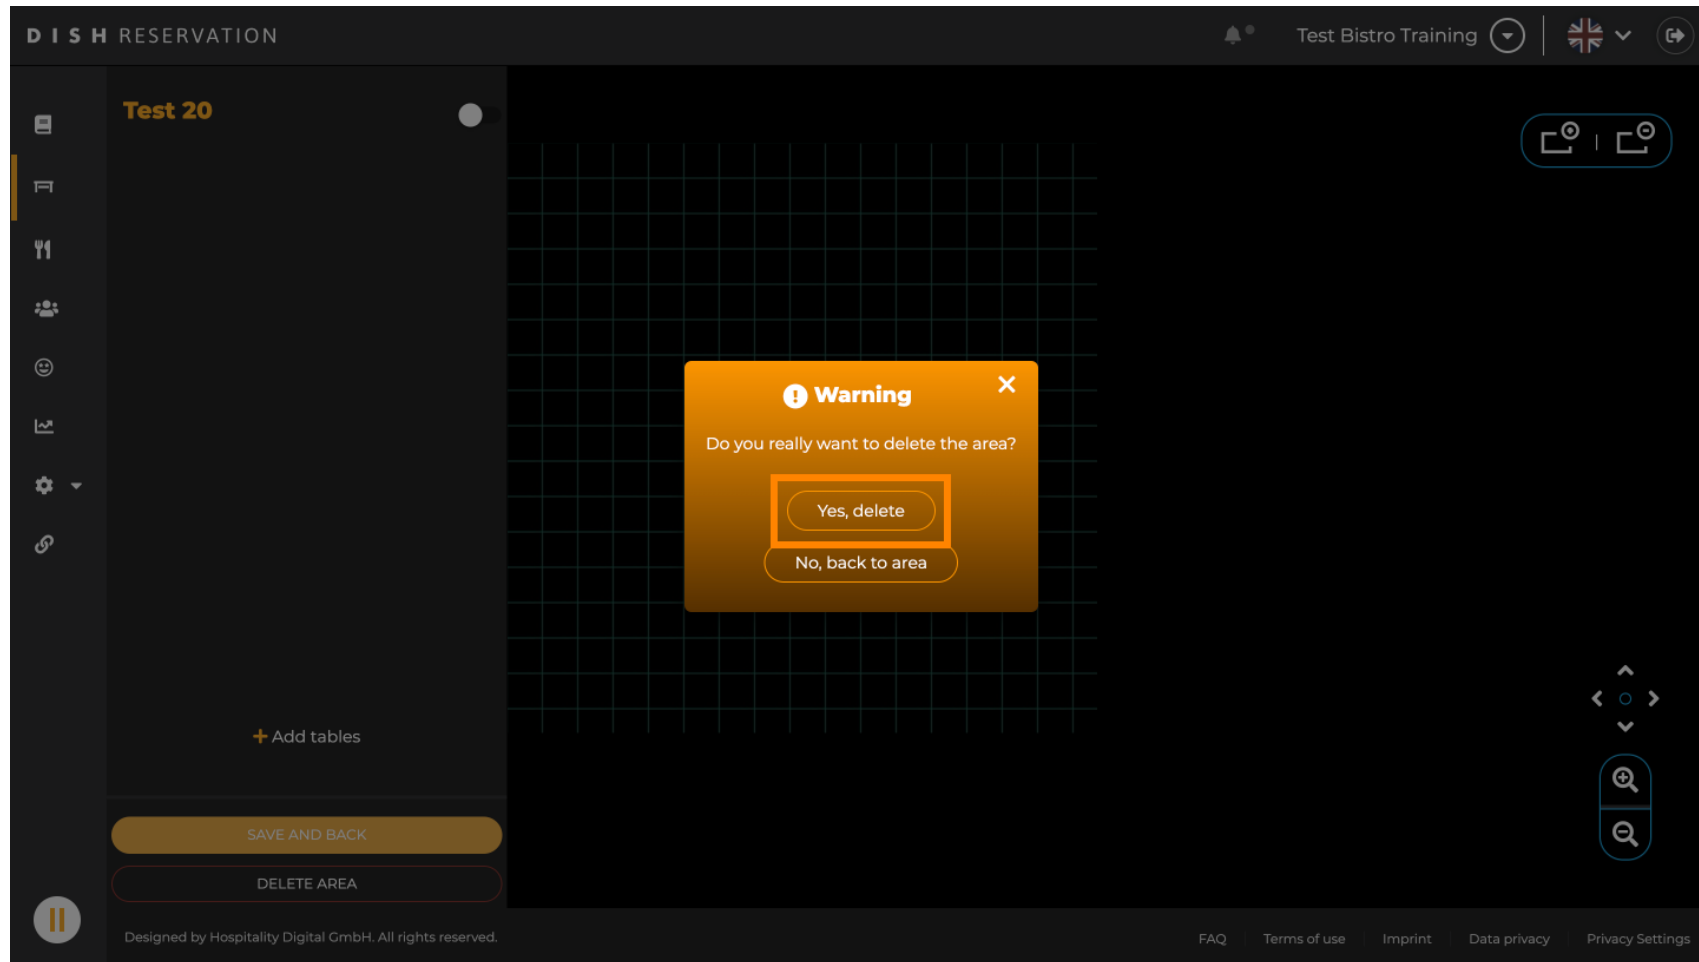 DISH RESERVATION
Test Bistro Training
Test 20
Warning
Do you really want to delete the area?
Yes, delete
No, back to area
+ Add tables
SAVE AND BACK
DELETE AREA
Designed by Hospitality Digital GmbH. All rights reserved.
FAQ
Terms of use
Imprint
Data privacy
Privacy Settings